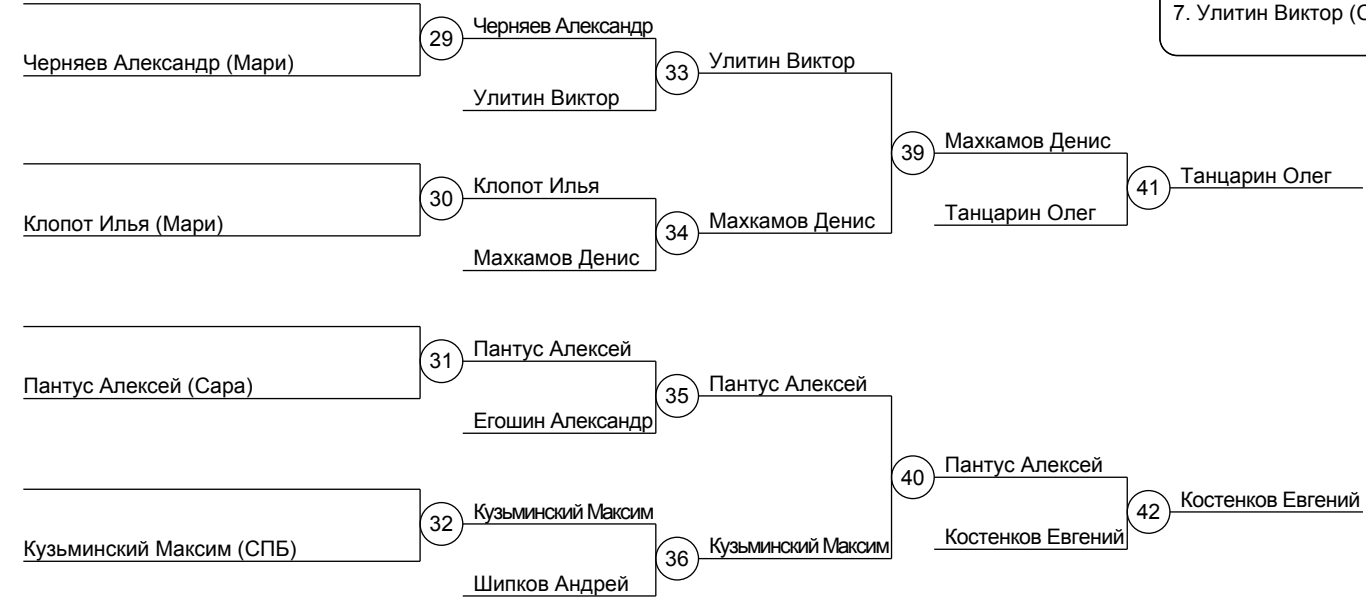 7. Улитин Виктор (С
Черняев Александр (Мари)
29
Черняев Александр
Улитин Виктор
33
Улитин Виктор
Клопот Илья (Мари)
30
Клопот Илья
Махкамов Денис
34
Махкамов Денис
39
Махкамов Денис
Танцарин Олег
41
Танцарин Олег
Пантус Алексей (Сара)
31
Пантус Алексей
Егошин Александр
35
Пантус Алексей
Кузьминский Максим (СПБ)
32
Кузьминский Максим
Шипков Андрей
36
Кузьминский Максим
40
Пантус Алексей
Костенков Евгений
42
Костенков Евгений